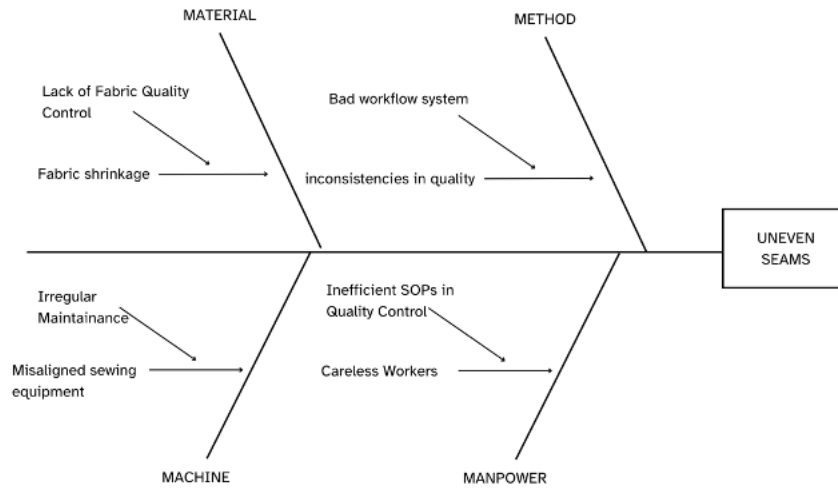 MATERIAL
METHOD
Lack of Fabric Quality
Control
Fabric shrinkage
Bad workflow system
inconsistencies in quality
UNEVEN
SEAMS
Irregular
Maintainance
Misaligned sewing
equipment
Inefficient SOPs in
Quality Control
Careless Workers
MACHINE
MANPOWER